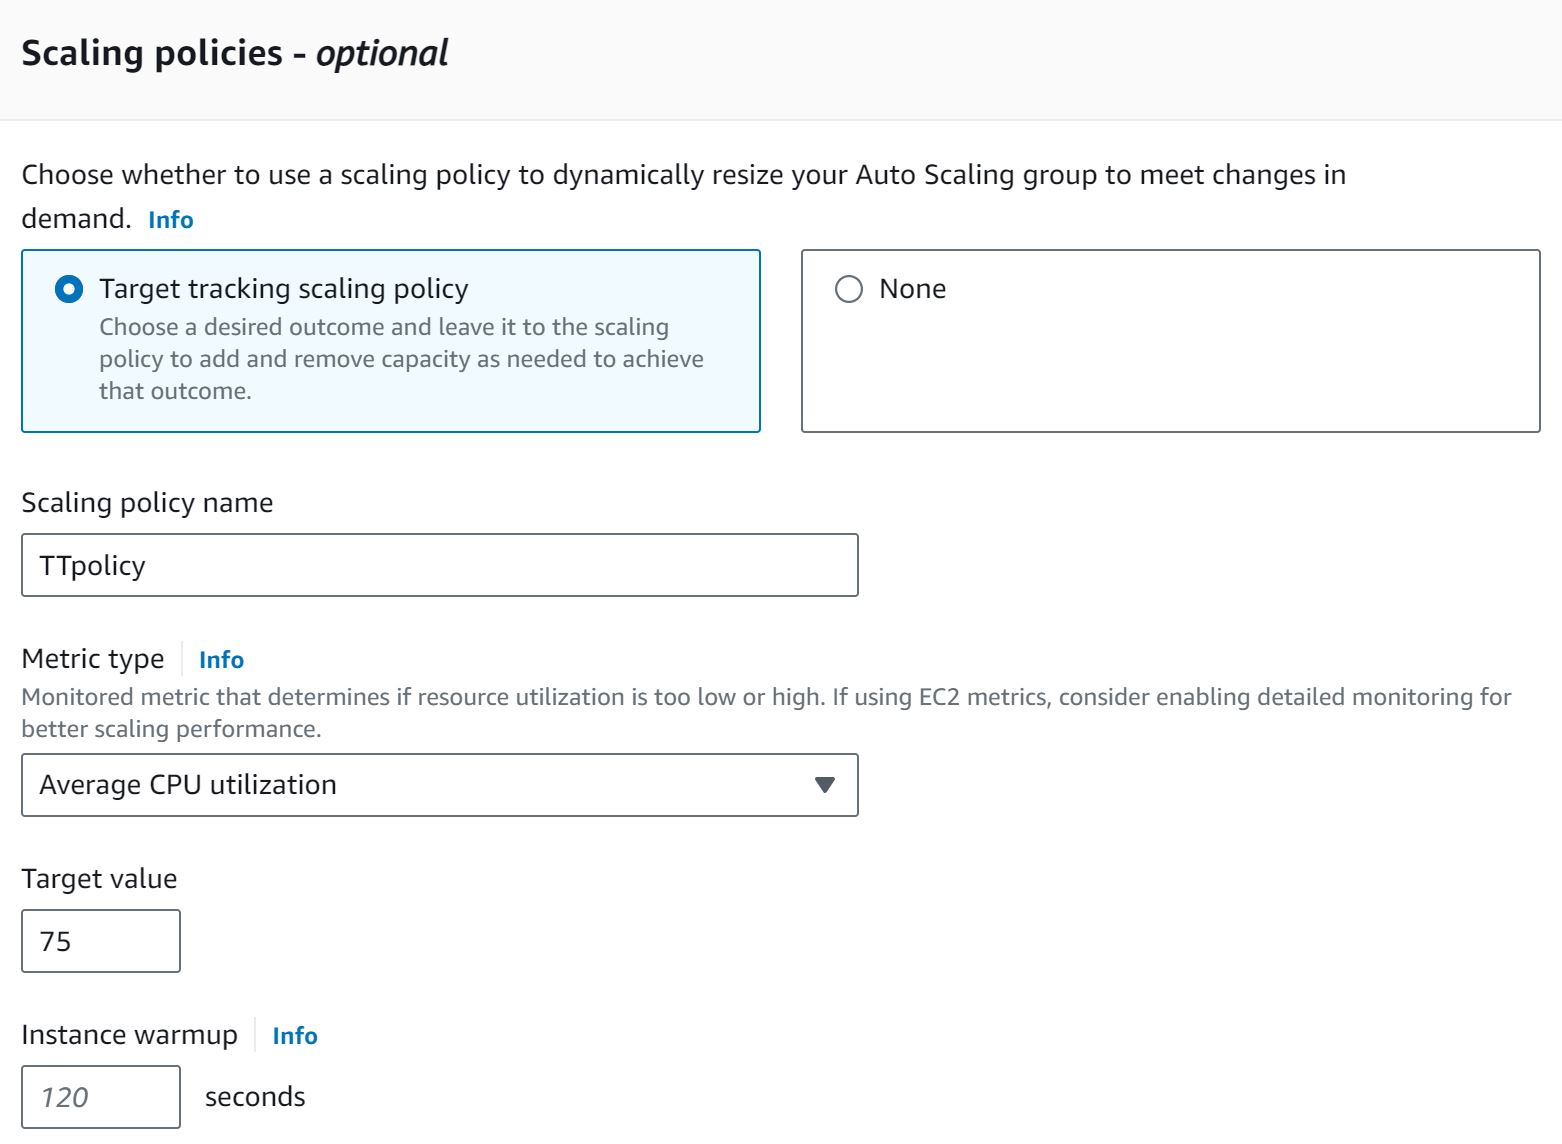 Scaling policies - optional
Choose whether to use a scaling policy to dynamically resize your Auto Scaling group to meet changes in
demand. Info
Target tracking scaling policy
Choose a desired outcome and leave it to the scaling
policy to add and remove capacity as needed to achieve
that outcome.
None
Scaling policy name
TTpolicy
Metric type Info
Monitored metric that determines if resource utilization is too low or high. If using EC2 metrics, consider enabling detailed monitoring for
better scaling performance.
Average CPU utilization
Target value
75
Instance warmup Info
120 seconds